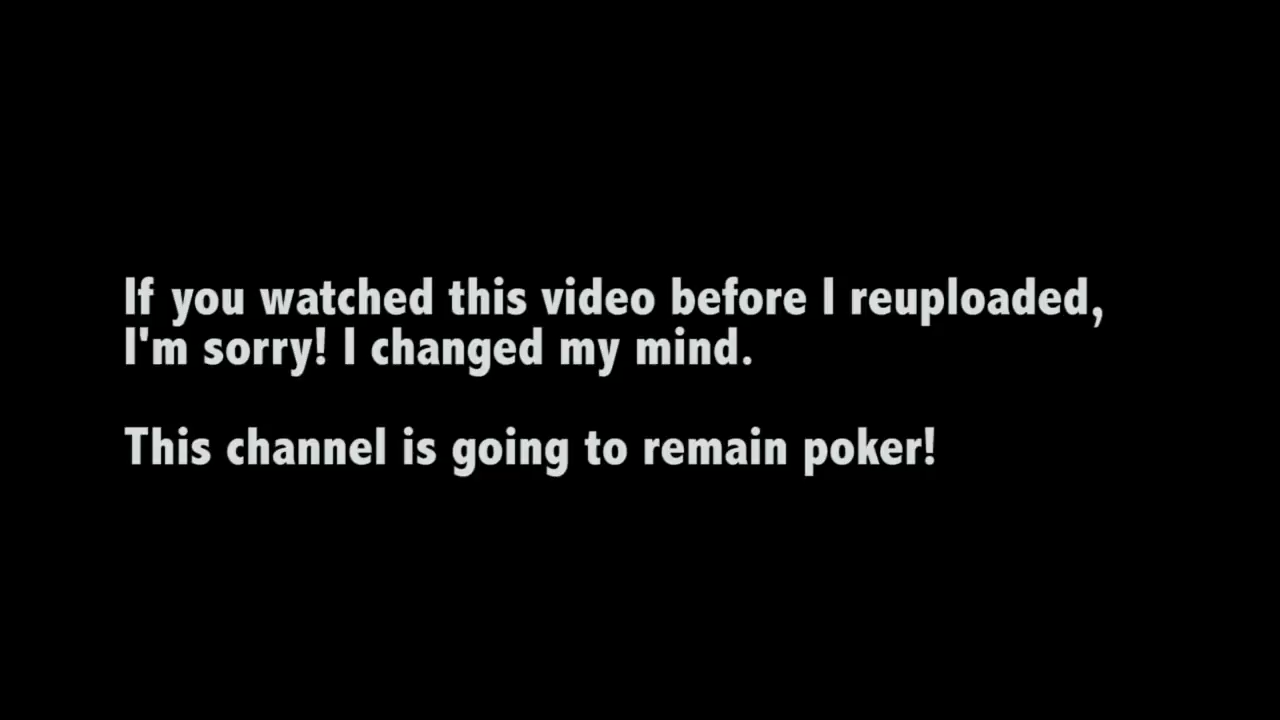 If you watched this video before I reuploaded,
I'm sorry! I changed my mind.
This channel is going to remain poker!